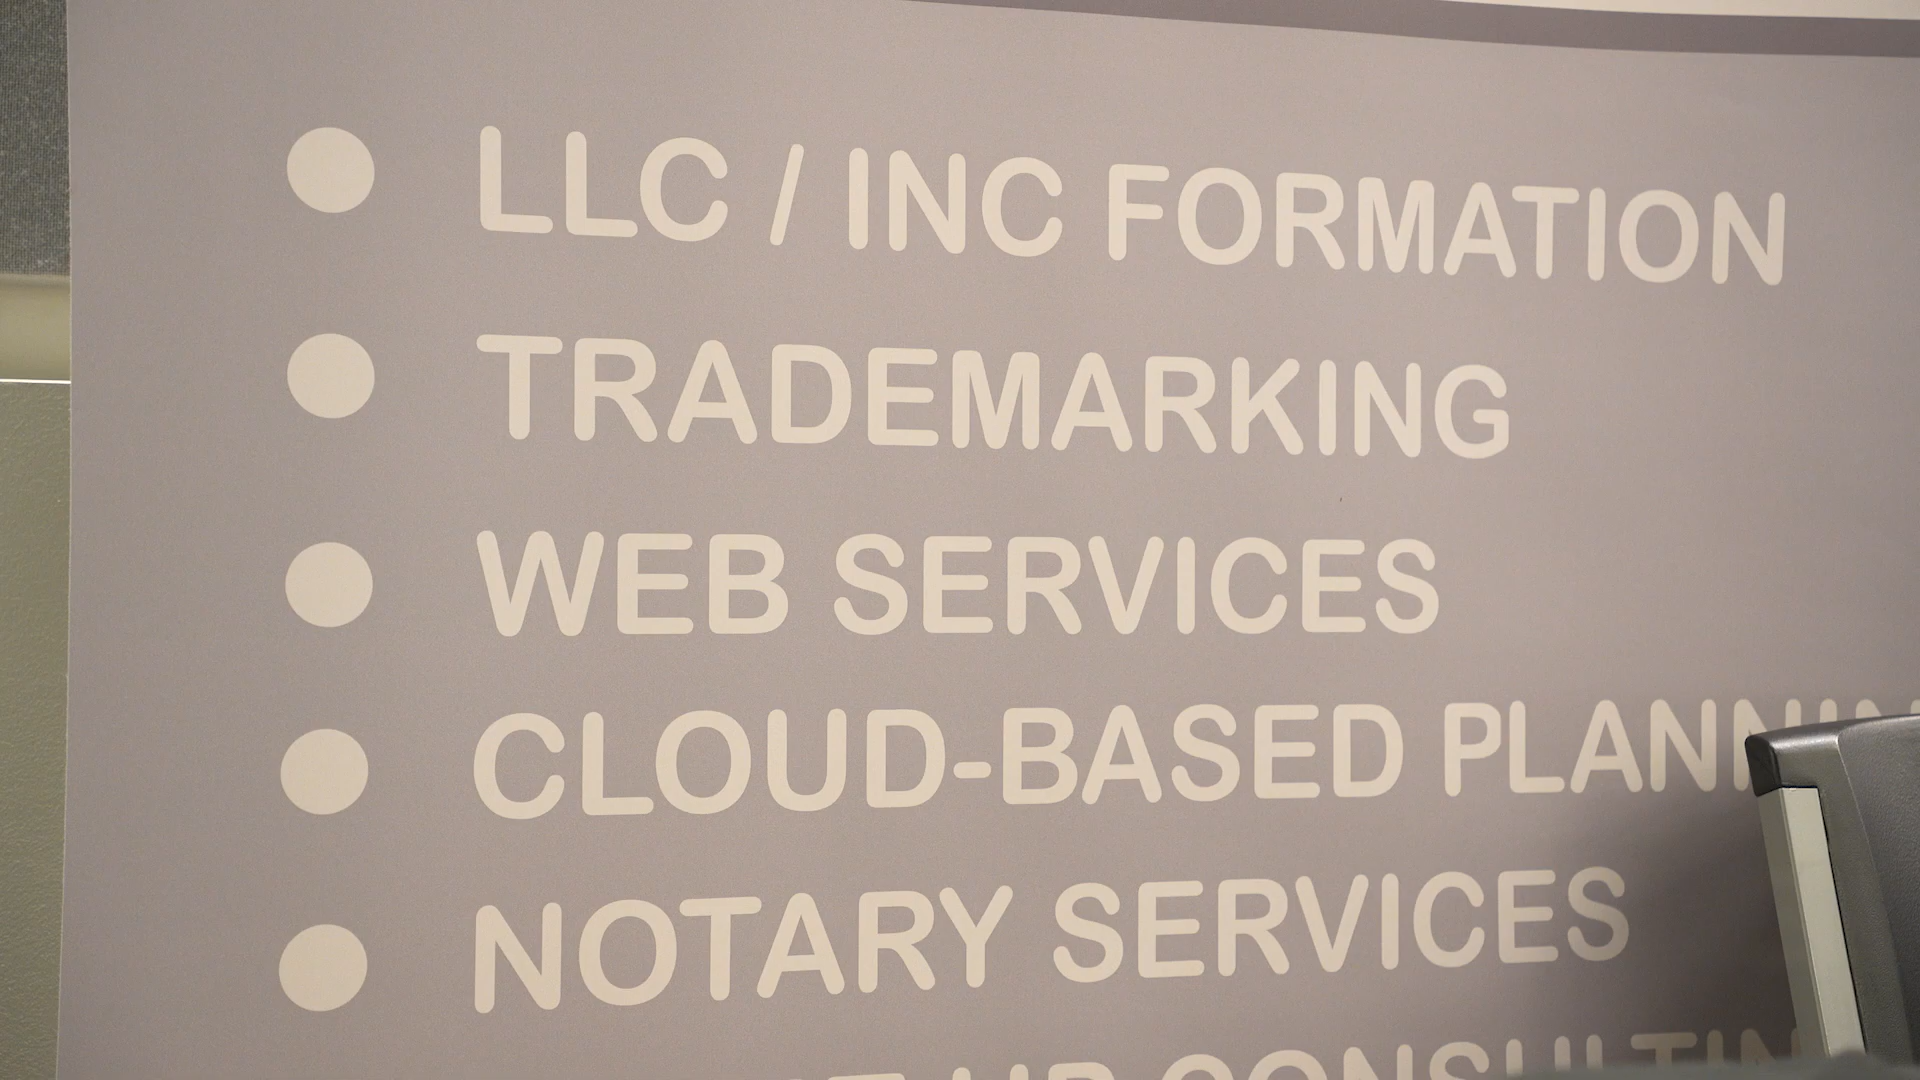 LLC / INC FORMATION
TRADEMARKING
WEB SERVICES
CLOUD-BASED
NOTARY SERVICES